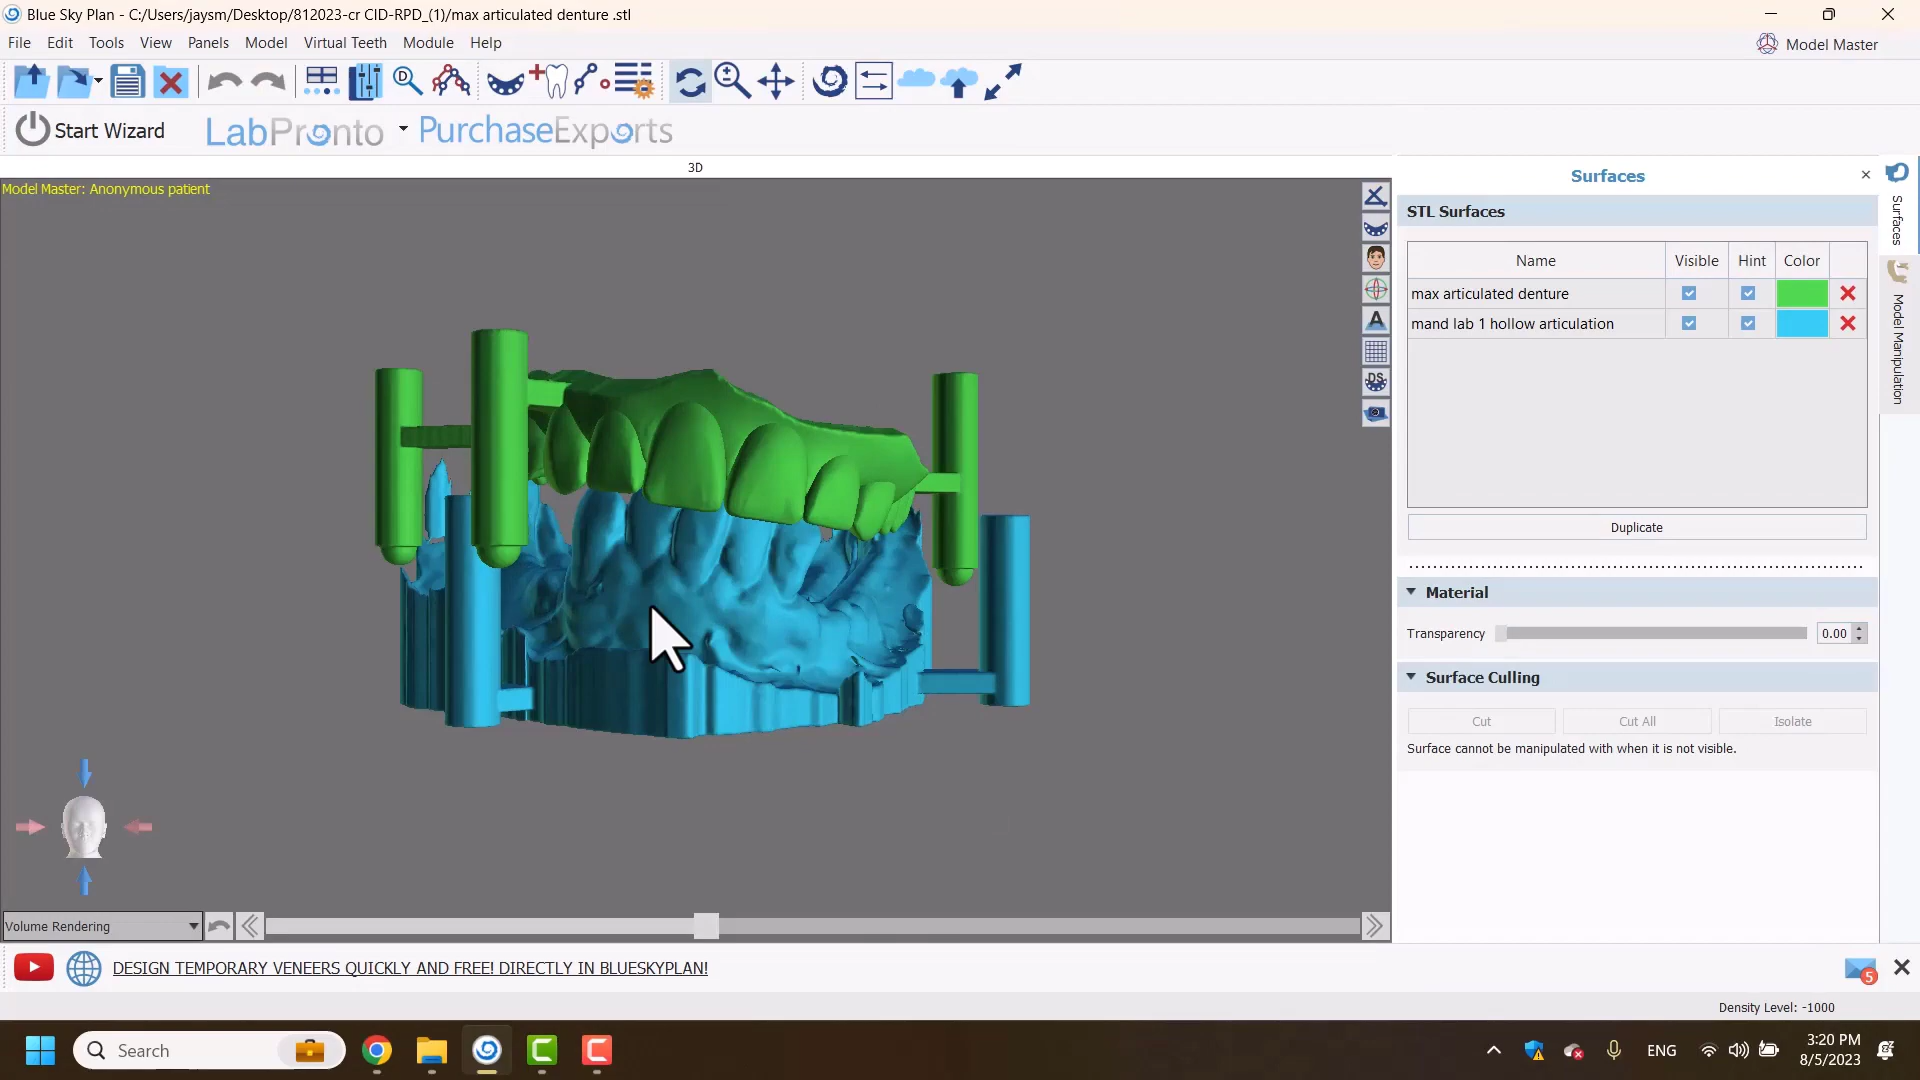 Blue Sky Plan - C:/Users/jaysm/Desktop/812023-cr CID-RPD_(1)/max articulated denture .stl
File Edit Tools View Panels Model Virtual Teeth Module Help
Model Master
D
Start Wizard
LabPronto
PurchaseExports
3D
Model Master: Anonymous patient
A
DS
Surfaces
STL Surfaces
Name Visible Hint Color
max articulated denture
mand lab 1 hollow articulation
Duplicate
Material
Transparency 0.00
Surface Culling
Cut Cut All Isolate
Surface cannot be manipulated with when it is not visible.
Surfaces
Model Manipulation
Volume Rendering
DESIGN TEMPORARY VENEERS QUICKLY AND FREE! DIRECTLY IN BLUESKYPLAN!
5
Density Level: -1000
Search
ENG
3:20 PM
8/5/2023